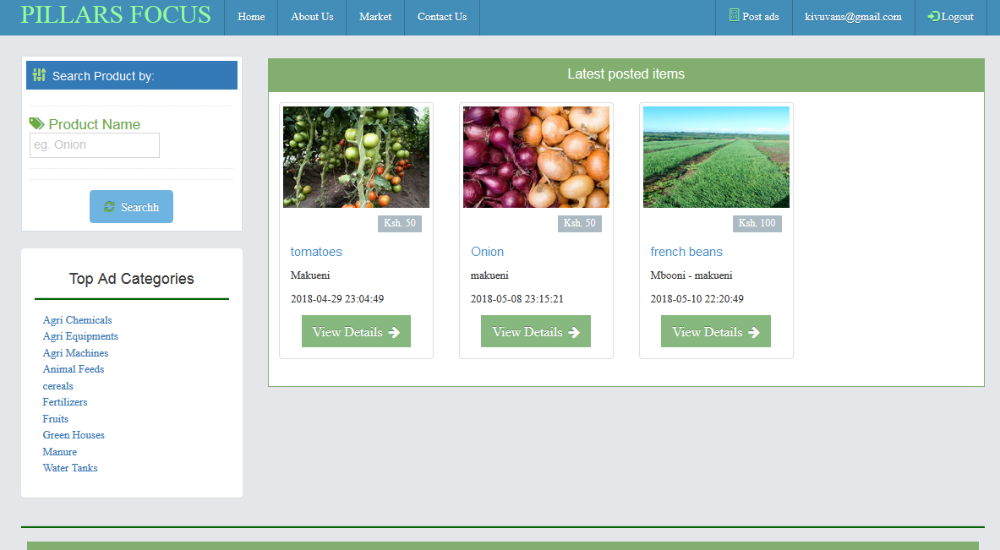 PILLARS FOCUS
Home
About Us
Market
Contact Us
Post ads
kivuvans@gmail.com
Logout
Search Product by:
Product Name
eg. Onion
Searchh
Top Ad Categories
Agri Chemicals
Agri Equipments
Agri Machines
Animal Feeds
cereals
Fertilizers
Fruits
Green Houses
Manure
Water Tanks
Latest posted items
Ksh. 50
tomatoes
Makueni
2018-04-29 23:04:49
View Details
Ksh. 50
Onion
makueni
2018-05-08 23:15:21
View Details
Ksh. 100
french beans
Mbooni - makueni
2018-05-10 22:20:49
View Details